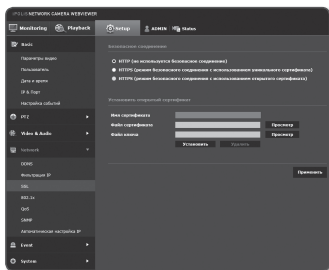 iPOLiS NETWORK CAMERA WEBVIEWER
Monitoring
Playback
Setup
ADMIN
Status
Basic
Параметры видео
Пользователь
Дата и время
IP & Порт
Настройка событий
PTZ
Video & Audio
Network
DDNS
Фильтрация IP
SSL
802.1x
QoS
SNMP
Автоматическая настройка IP
Event
System
Безопасное соединение
HTTP (не используется безопасное соединение)
HTTPS (режим безопасного соединения с использованием уникального сертификата)
HTTPS (режим безопасного соединения с использованием открытого сертификата)
Установить открытый сертификат
Имя сертификата
Файл сертификата
Просмотр
Файл ключа
Просмотр
Установить
Удалить
Применить